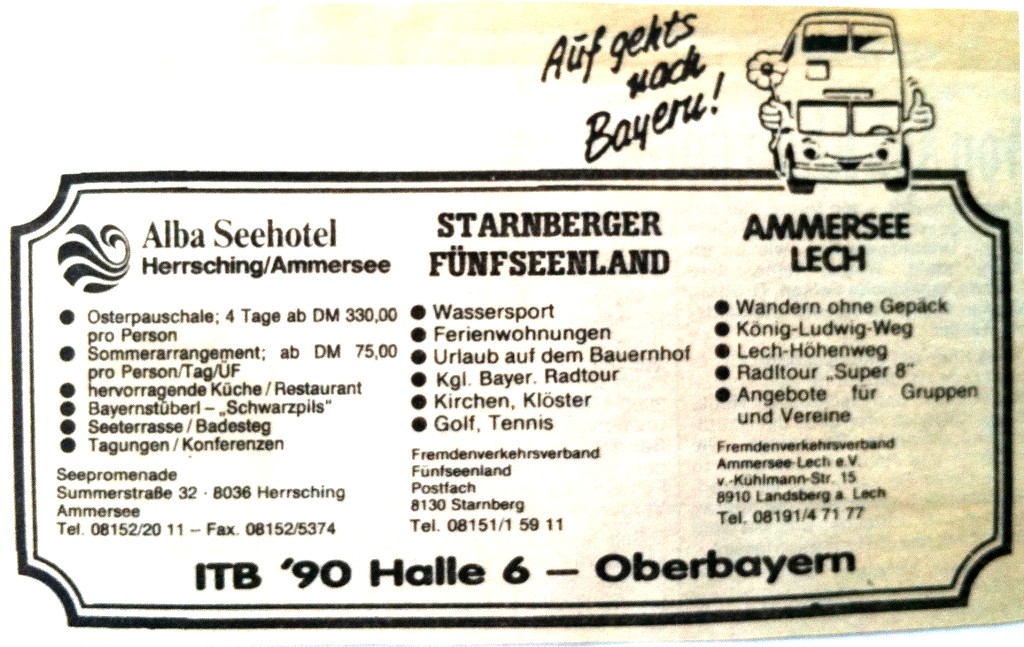 Auf gehts
nach
Bayern!
Alba Seehotel
Herrsching/Ammersee
● Osterpauschale; 4 Tage ab DM 330,00
pro Person
● Sommerarrangement; ab DM 75,00
pro Person/Tag/ÜF
● hervorragende Küche/Restaurant
● Bayernstüberl – „Schwarzpils"
● Seeterrasse/Badesteg
● Tagungen/Konferenzen
Seepromenade
Summerstraße 32 · 8036 Herrsching
Ammersee
Tel. 08152/20 11 – Fax. 08152/5374
STARNBERGER
FÜNFSEENLAND
● Wassersport
● Ferienwohnungen
● Urlaub auf dem Bauernhof
● Kgl. Bayer. Radtour
● Kirchen, Klöster
● Golf, Tennis
Fremdenverkehrsverband
Fünfseenland
Postfach
8130 Starnberg
Tel. 08151/1 59 11
AMMERSEE
LECH
● Wandern ohne Gepäck
● König-Ludwig-Weg
● Lech-Höhenweg
● Radltour „Super 8"
● Angebote für Gruppen
und Vereine
Fremdenverkehrsverband
Ammersee-Lech e.V.
v.-Kühlmann-Str. 15
8910 Landsberg a. Lech
Tel. 08191/4 71 77
ITB '90 Halle 6 – Oberbayern